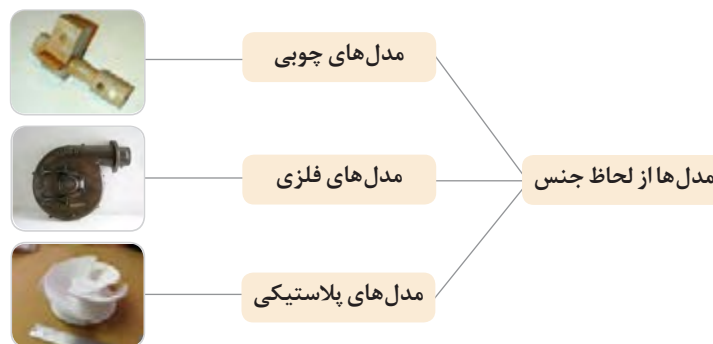 مدل‌ها از لحاظ جنس
مدل‌های چوبی
مدل‌های فلزی
مدل‌های پلاستیکی